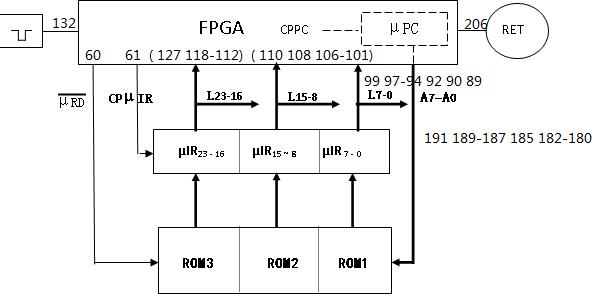 132 FPGA CPPC μPC 206 RET
60 61 (127 118-112) (110 108 106-101)
99 97-94 92 90 89
μRD CPμIR L23-16 L15-8 L7-0 A7-A0
191 189-187 185 182-180
μIR23-16 μIR15~8 μIR7-0
ROM3 ROM2 ROM1